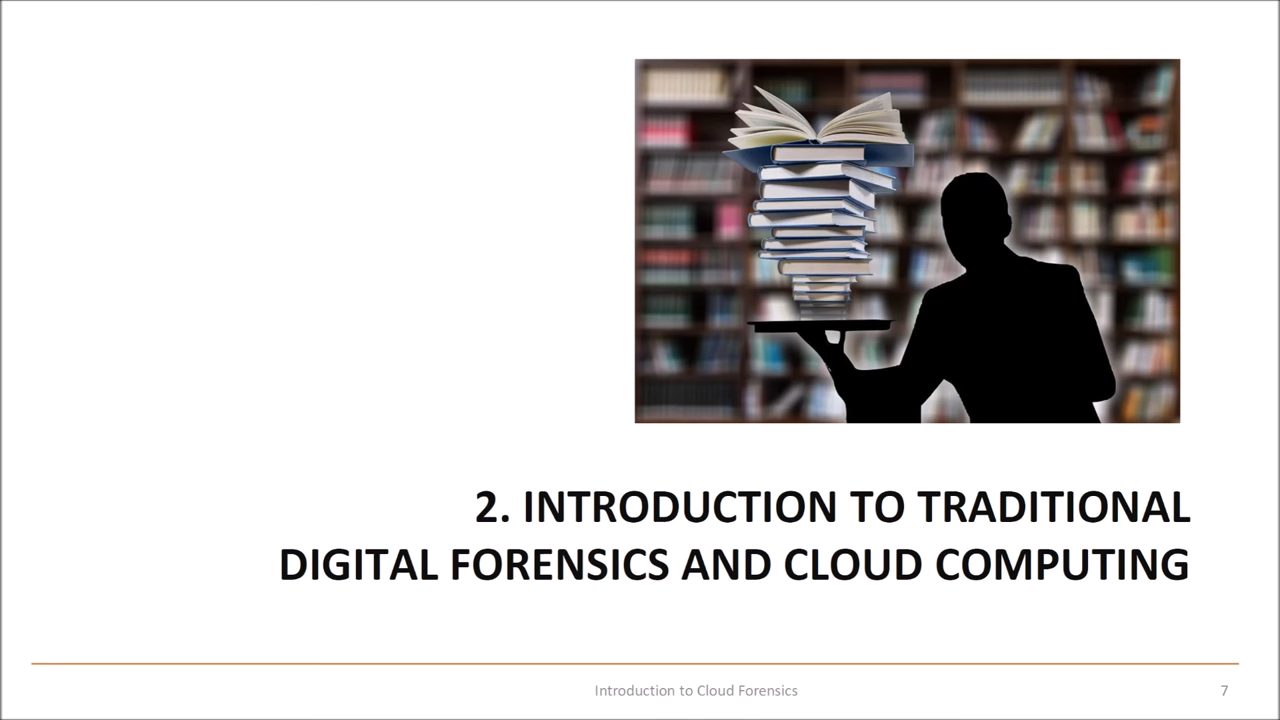 2. INTRODUCTION TO TRADITIONAL
DIGITAL FORENSICS AND CLOUD COMPUTING
Introduction to Cloud Forensics
7